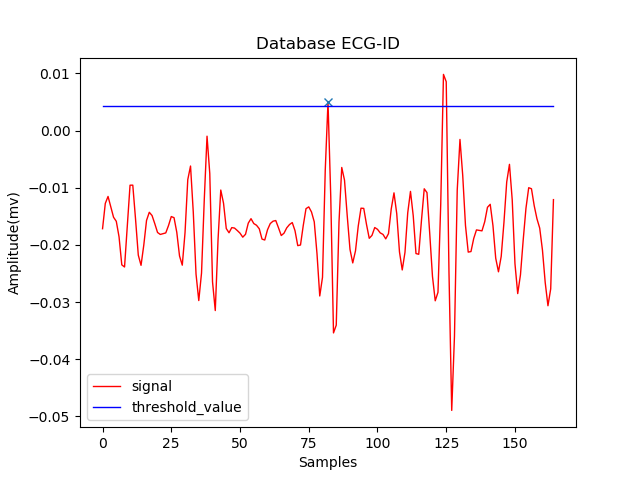 Database ECG-ID
0.01
0.00
−0.01
−0.02
−0.03
−0.04
−0.05
Amplitude(mv)
signal
threshold_value
0 25 50 75 100 125 150
Samples